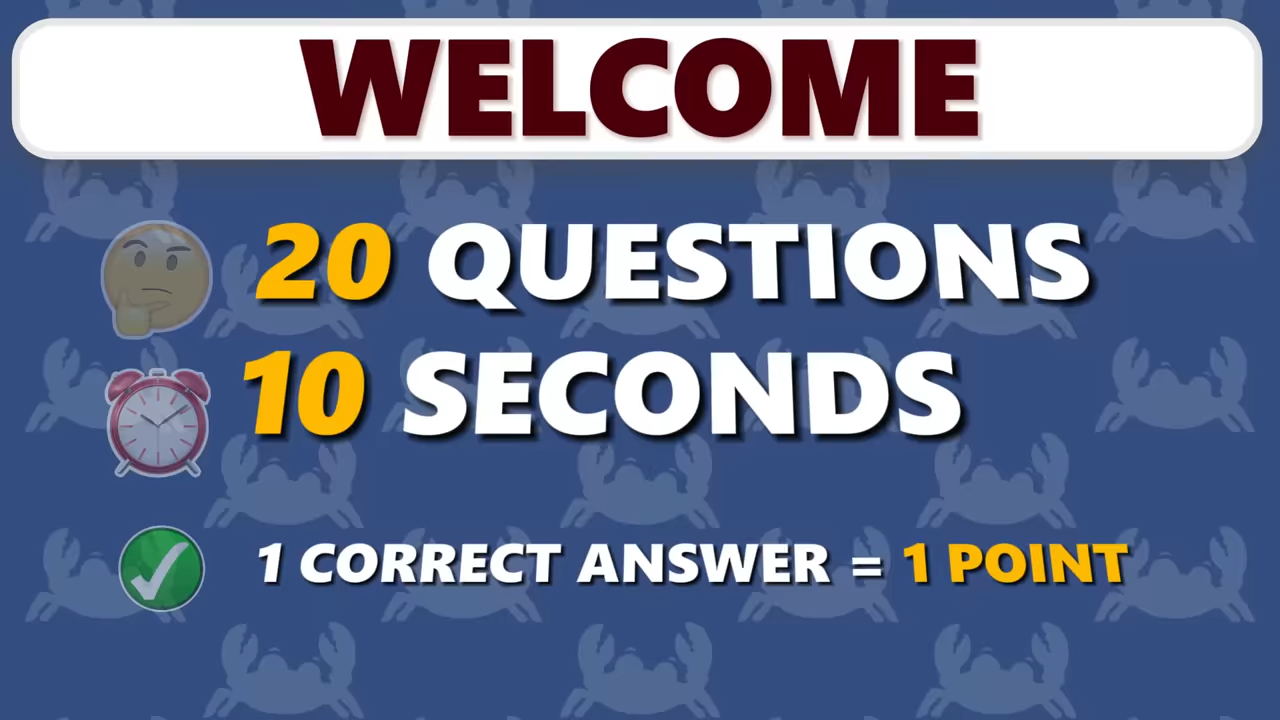 WELCOME
20 QUESTIONS
10 SECONDS
1 CORRECT ANSWER = 1 POINT